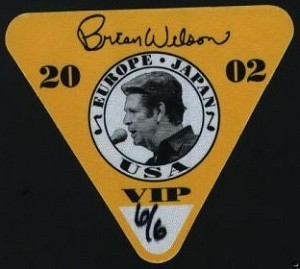 Brian Wilson
20 02
~ EUROPE • JAPAN ~
USA
VIP
6/6